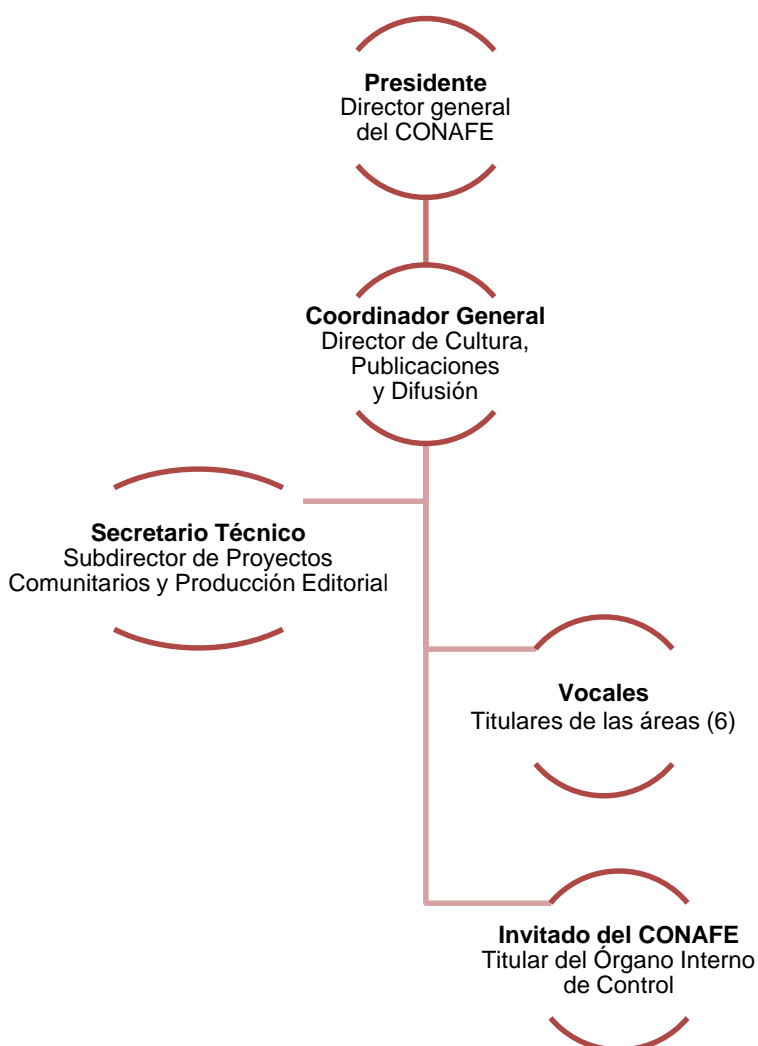 Presidente
Director general
del CONAFE
Coordinador General
Director de Cultura,
Publicaciones
y Difusión
Secretario Técnico
Subdirector de Proyectos
Comunitarios y Producción Editorial
Vocales
Titulares de las áreas (6)
Invitado del CONAFE
Titular del Órgano Interno
de Control